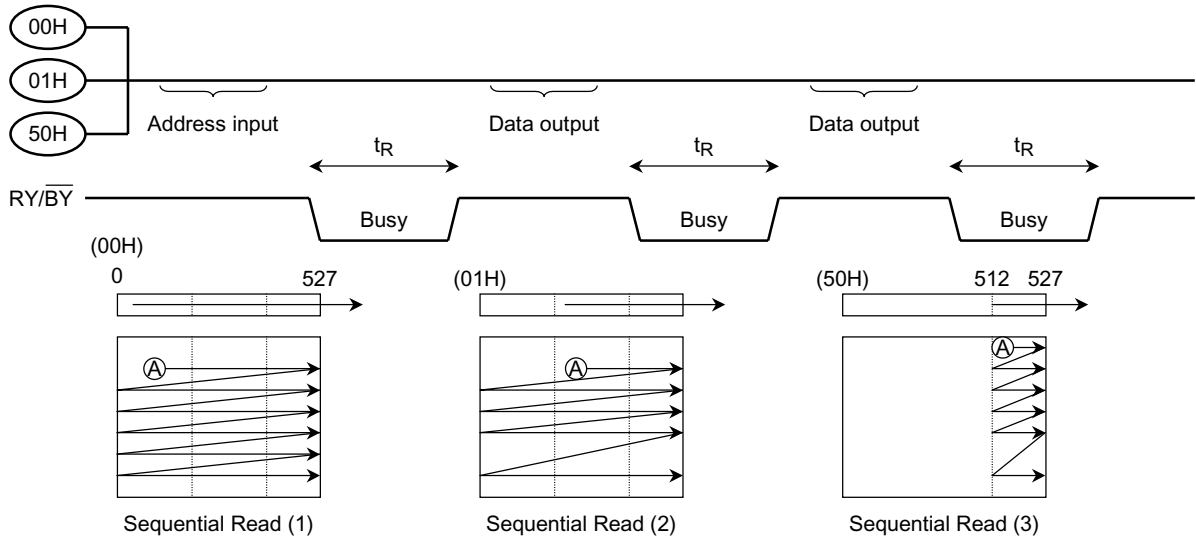 00H
01H
50H
Address input
Data output
Data output
tR
tR
tR
RY/BY
Busy
Busy
Busy
(00H)
0
527
(01H)
(50H)
512
527
A
A
A
Sequential Read (1)
Sequential Read (2)
Sequential Read (3)